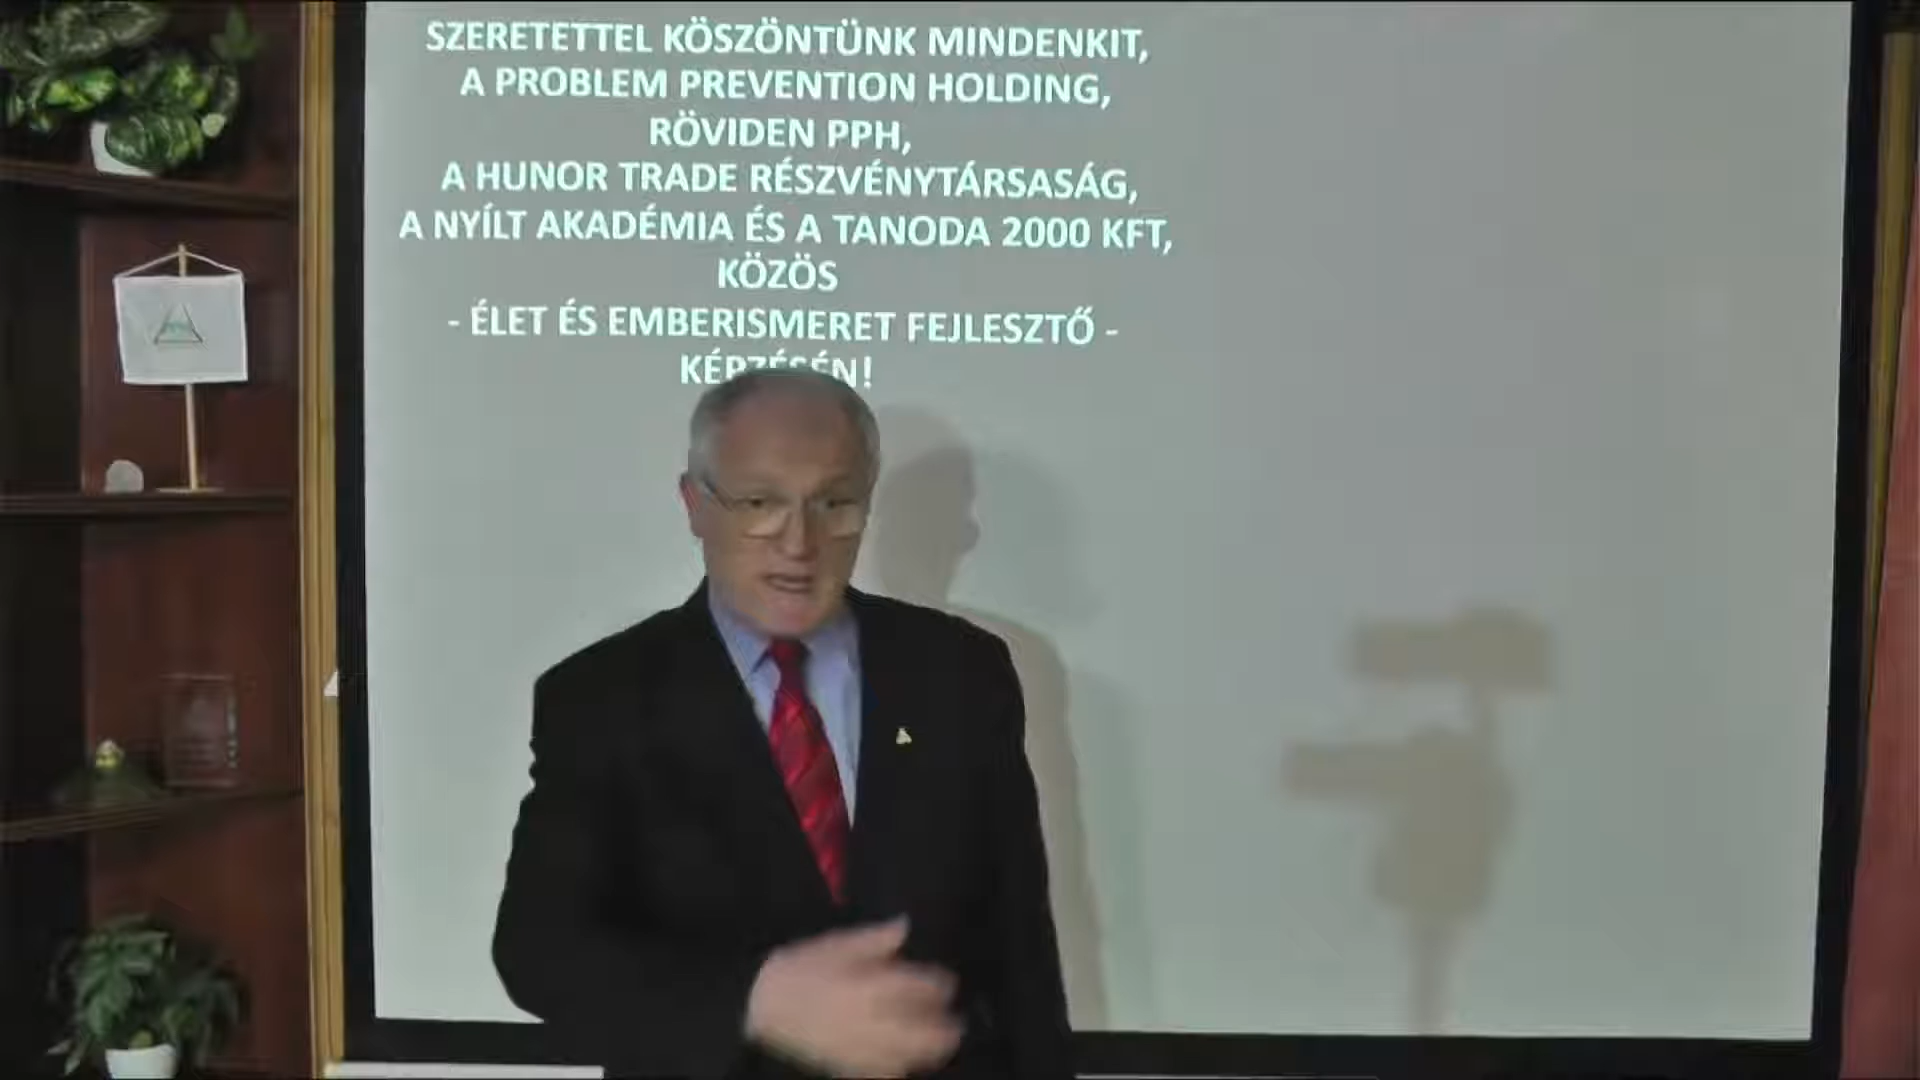 SZERETETTEL KÖSZÖNTÜNK MINDENKIT,
A PROBLEM PREVENTION HOLDING,
RÖVIDEN PPH,
A HUNOR TRADE RÉSZVÉNYTÁRSASÁG,
A NYÍLT AKADÉMIA ÉS A TANODA 2000 KFT,
KÖZÖS
- ÉLET ÉS EMBERISMERET FEJLESZTŐ -
KÉPZÉSÉN!